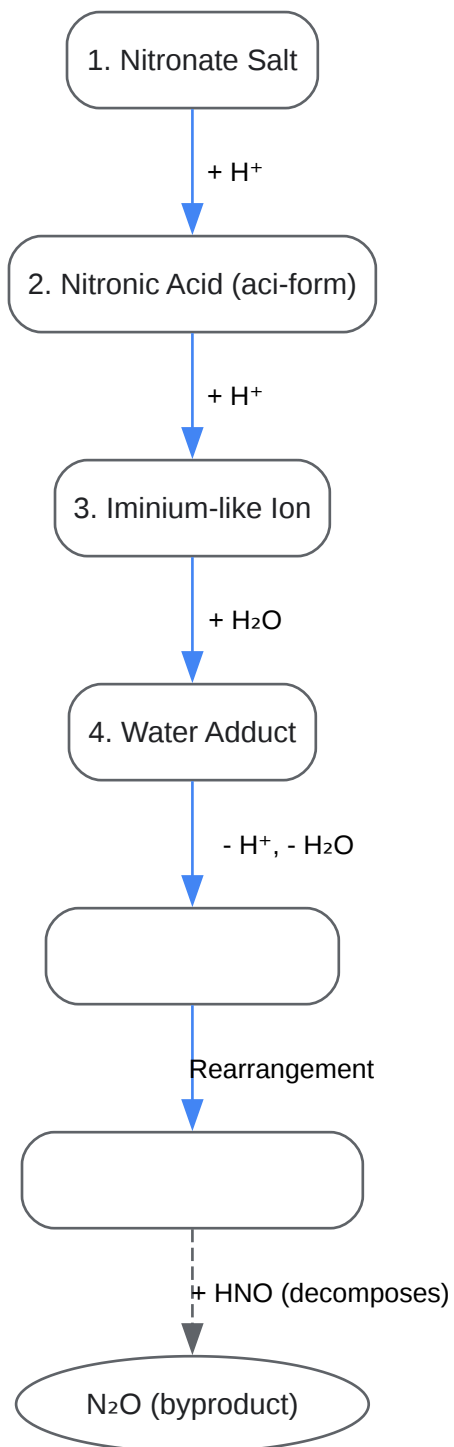 1. Nitronate Salt
+ H⁺
2. Nitronic Acid (aci-form)
+ H⁺
3. Iminium-like Ion
+ H₂O
4. Water Adduct
- H⁺, - H₂O
Rearrangement
+ HNO (decomposes)
N₂O (byproduct)